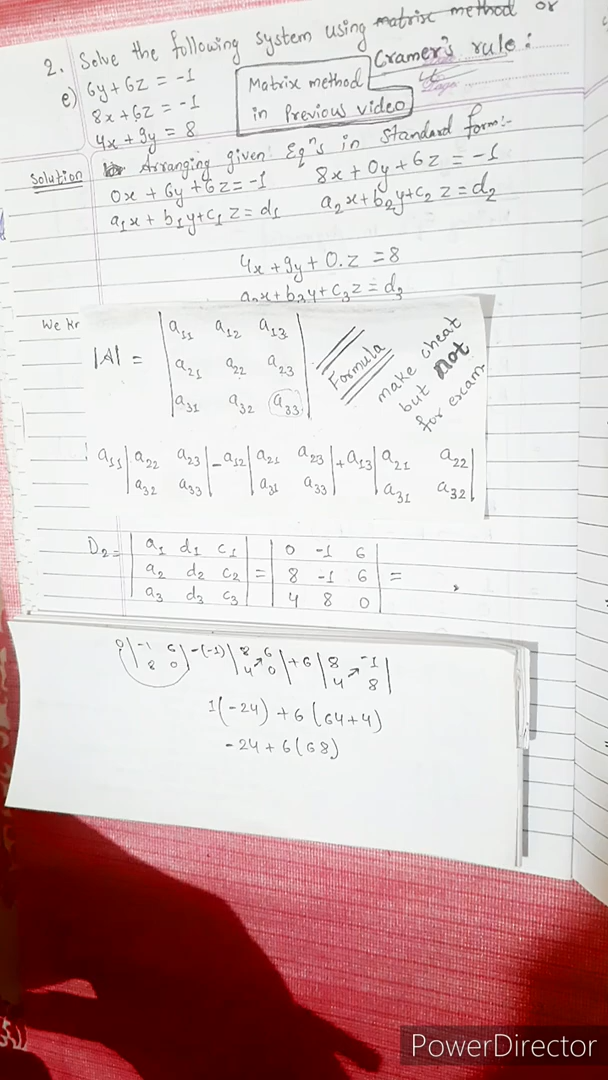 2. Solve the following system using matrix method or
Cramer's rule:
e) 6y + 6z = -1
8x + 6z = -1
4x + 9y = 8
Matrix method
in Previous video
Solution Arranging given Eqⁿs in standard form:-
0x + 6y + 6z = -1 8x + 0y + 6z = -1
a₁x + b₁y + c₁z = d₁ a₂x + b₂y + c₂z = d₂
4x + 9y + 0.z = 8
a₃x + b₃y + c₃z = d₃
We
|A| = | a₁₁ a₁₂ a₁₃ |
| a₂₁ a₂₂ a₂₃ |
| a₃₁ a₃₂ a₃₃ |
Formula
make cheat
but not
for exam.
a₁₁ | a₂₂ a₂₃ | - a₁₂ | a₂₁ a₂₃ | + a₁₃ | a₂₁ a₂₂ |
| a₃₂ a₃₃ | | a₃₁ a₃₃ | | a₃₁ a₃₂ |
D₂ = | a₁ d₁ c₁ | = | 0 -1 6 | =
| a₂ d₂ c₂ | | 8 -1 6 |
| a₃ d₃ c₃ | | 4 8 0 |
0 | -1 6 | - (-1) | 8 6 | + 6 | 8 -1 |
| 8 0 | | 4 0 | | 4 8 |
1(-24) + 6(64+4)
-24 + 6(68)
PowerDirector